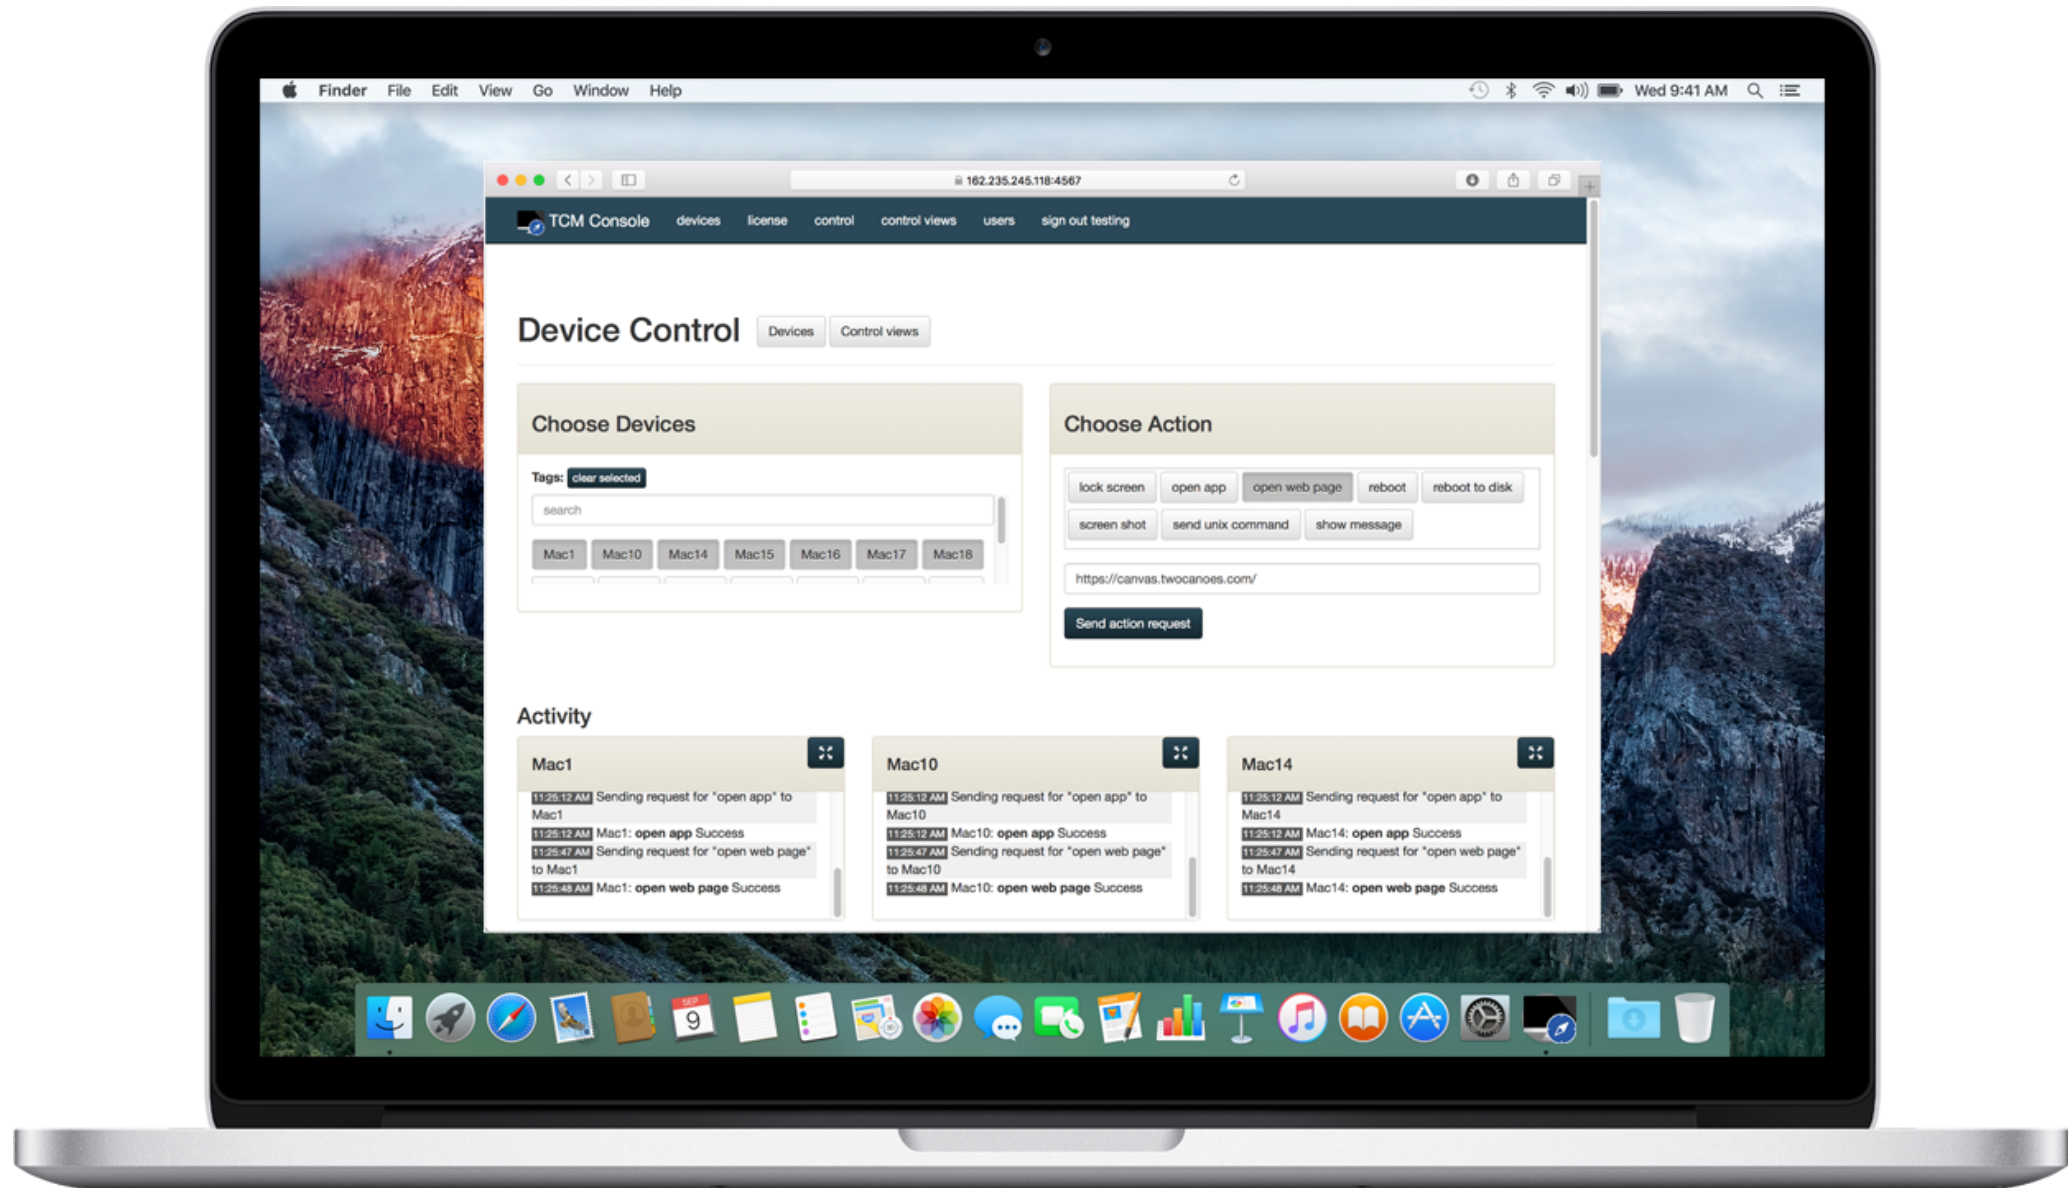 Finder File Edit View Go Window Help Wed 9:41 AM
162.235.245.118:4567
TCM Console devices license control control views users sign out testing
Device Control Devices Control views
Choose Devices
Tags: clear selected
search
Mac1 Mac10 Mac14 Mac15 Mac16 Mac17 Mac18
Choose Action
lock screen open app open web page reboot reboot to disk
screen shot send unix command show message
https://canvas.twocanoes.com/
Send action request
Activity
Mac1
11:25:12 AM Sending request for "open app" to
Mac1
11:25:12 AM Mac1: open app Success
11:25:47 AM Sending request for "open web page"
to Mac1
11:25:48 AM Mac1: open web page Success
Mac10
11:25:12 AM Sending request for "open app" to
Mac10
11:25:12 AM Mac10: open app Success
11:25:47 AM Sending request for "open web page"
to Mac10
11:25:48 AM Mac10: open web page Success
Mac14
11:25:12 AM Sending request for "open app" to
Mac14
11:25:12 AM Mac14: open app Success
11:25:47 AM Sending request for "open web page"
to Mac14
11:25:48 AM Mac14: open web page Success
SEP
9